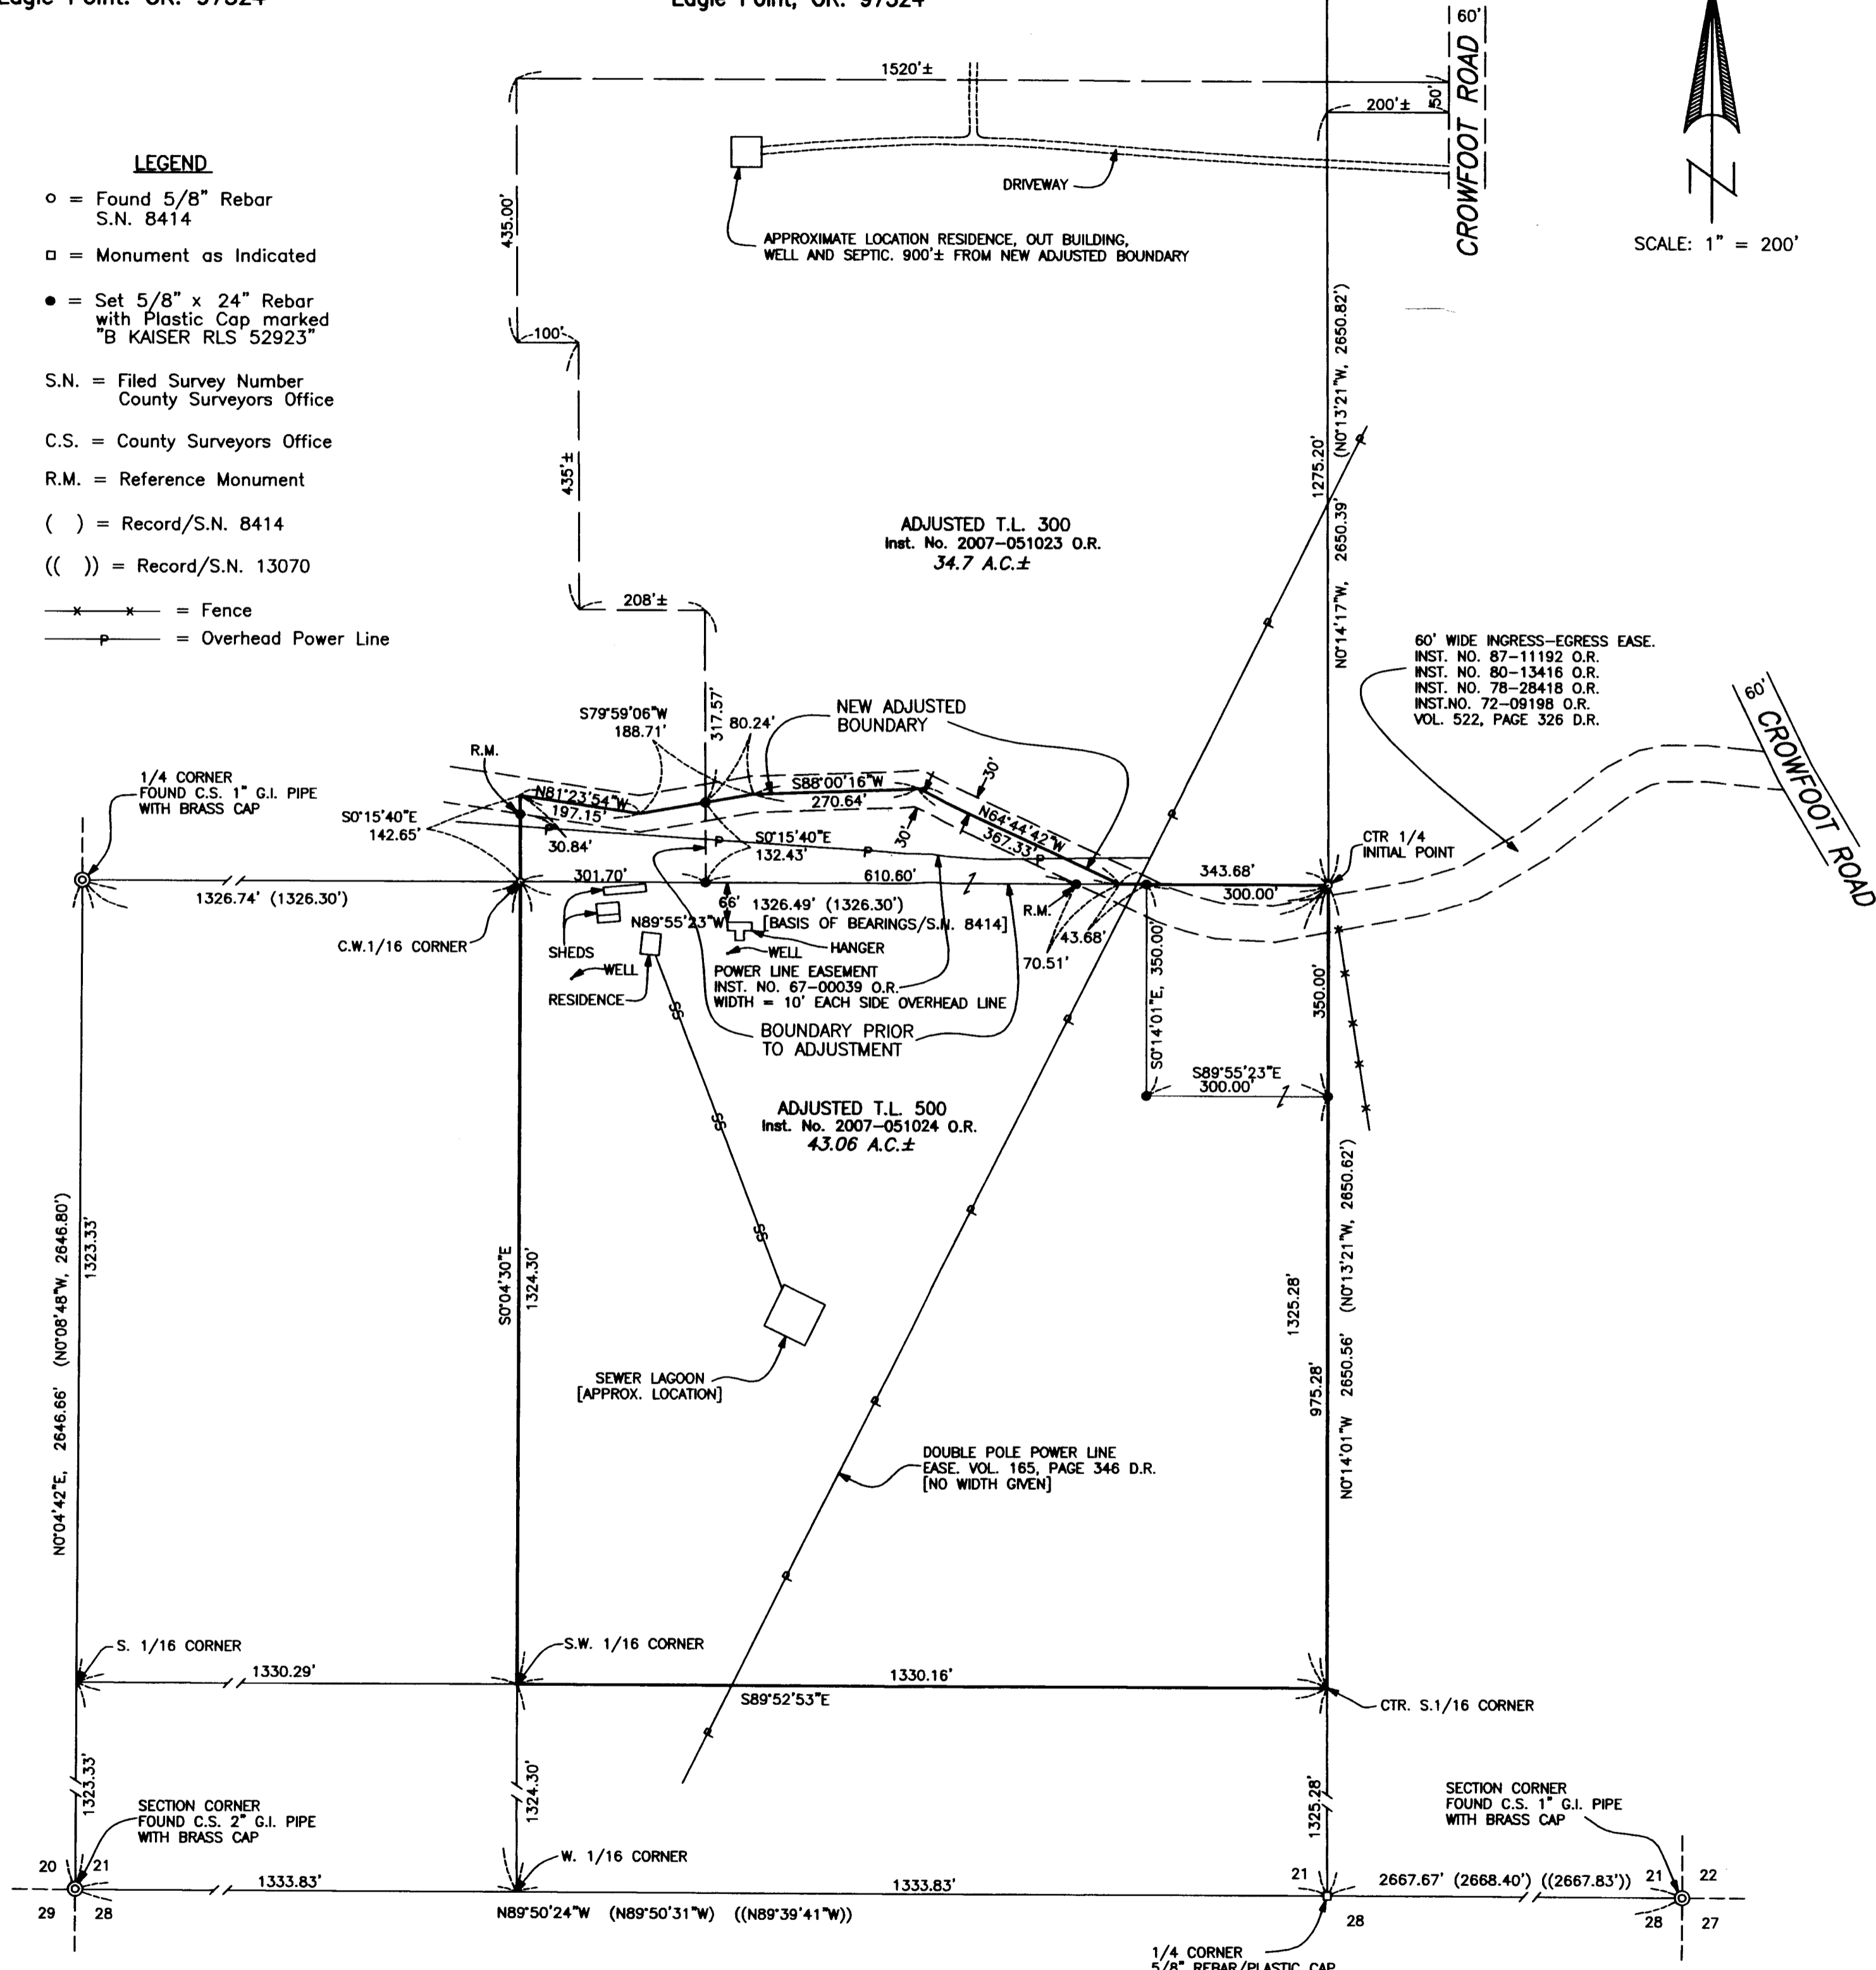 Eagle Point. OR. 97524
Eagle Point, OR. 97524
60'
CROWFOOT ROAD
1520'±
200'±
50'
DRIVEWAY
APPROXIMATE LOCATION RESIDENCE, OUT BUILDING,
WELL AND SEPTIC. 900'± FROM NEW ADJUSTED BOUNDARY
N
SCALE: 1" = 200'
LEGEND
○ = Found 5/8" Rebar
S.N. 8414
□ = Monument as Indicated
● = Set 5/8" x 24" Rebar
with Plastic Cap marked
"B KAISER RLS 52923"
S.N. = Filed Survey Number
County Surveyors Office
C.S. = County Surveyors Office
R.M. = Reference Monument
( ) = Record/S.N. 8414
(( )) = Record/S.N. 13070
x x = Fence
P = Overhead Power Line
435.00'
100'
435'±
208'±
317.57'
(N0°13'21"W, 2650.82')
1275.20'
N0°14'17"W, 2650.39'
ADJUSTED T.L. 300
Inst. No. 2007-051023 O.R.
34.7 A.C.±
60' WIDE INGRESS-EGRESS EASE.
INST. NO. 87-11192 O.R.
INST. NO. 80-13416 O.R.
INST. NO. 78-28418 O.R.
INST.NO. 72-09198 O.R.
VOL. 522, PAGE 326 D.R.
60'
CROWFOOT ROAD
NEW ADJUSTED
BOUNDARY
S79°59'06"W
188.71'
80.24'
R.M.
1/4 CORNER
FOUND C.S. 1" G.I. PIPE
WITH BRASS CAP
S0°15'40"E
142.65'
N81°23'54"W
197.15'
30.84'
S88°00'16"W
270.64'
30'
30'
N64°44'42"W
367.33'
S0°15'40"E
132.43'
P
P
P
P
CTR 1/4
INITIAL POINT
1326.74' (1326.30')
301.70'
610.60'
343.68'
300.00'
66'
1326.49' (1326.30')
N89°55'23"W
[BASIS OF BEARINGS/S.N. 8414]
R.M.
43.68'
70.51'
C.W.1/16 CORNER
SHEDS
WELL
RESIDENCE
HANGER
WELL
POWER LINE EASEMENT
INST. NO. 67-00039 O.R.
WIDTH = 10' EACH SIDE OVERHEAD LINE
BOUNDARY PRIOR
TO ADJUSTMENT
S0°14'01"E, 350.00'
350.00'
S89°55'23"E
300.00'
ADJUSTED T.L. 500
Inst. No. 2007-051024 O.R.
43.06 A.C.±
SS
SS
SS
N0°04'42"E, 2646.66' (N0°08'48"W, 2646.80')
1323.33'
S0°04'30"E
1324.30'
1325.28'
975.28'
N0°14'01"W 2650.56' (N0°13'21"W, 2650.62')
SEWER LAGOON
[APPROX. LOCATION]
DOUBLE POLE POWER LINE
EASE. VOL. 165, PAGE 346 D.R.
[NO WIDTH GIVEN]
S. 1/16 CORNER
S.W. 1/16 CORNER
1330.29'
1330.16'
S89°52'53"E
CTR. S.1/16 CORNER
1323.33'
1324.30'
1325.28'
SECTION CORNER
FOUND C.S. 2" G.I. PIPE
WITH BRASS CAP
SECTION CORNER
FOUND C.S. 1" G.I. PIPE
WITH BRASS CAP
W. 1/16 CORNER
20 21
29 28
1333.83'
1333.83'
N89°50'24"W (N89°50'31"W) ((N89°39'41"W))
21
28
2667.67' (2668.40') ((2667.83'))
21 22
28 27
1/4 CORNER
5/8" REBAR/PLASTIC CAP